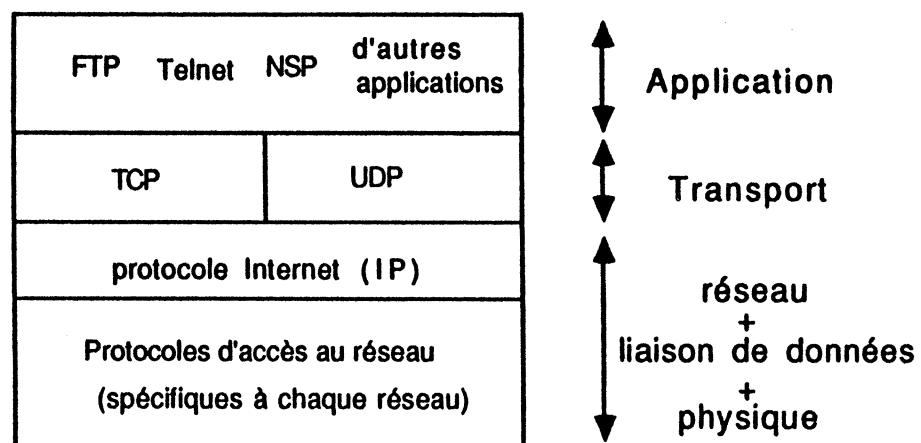 FTP Telnet NSP d'autres applications
Application
TCP UDP
Transport
protocole Internet (IP)
Protocoles d'accès au réseau
(spécifiques à chaque réseau)
réseau
+
liaison de données
+
physique